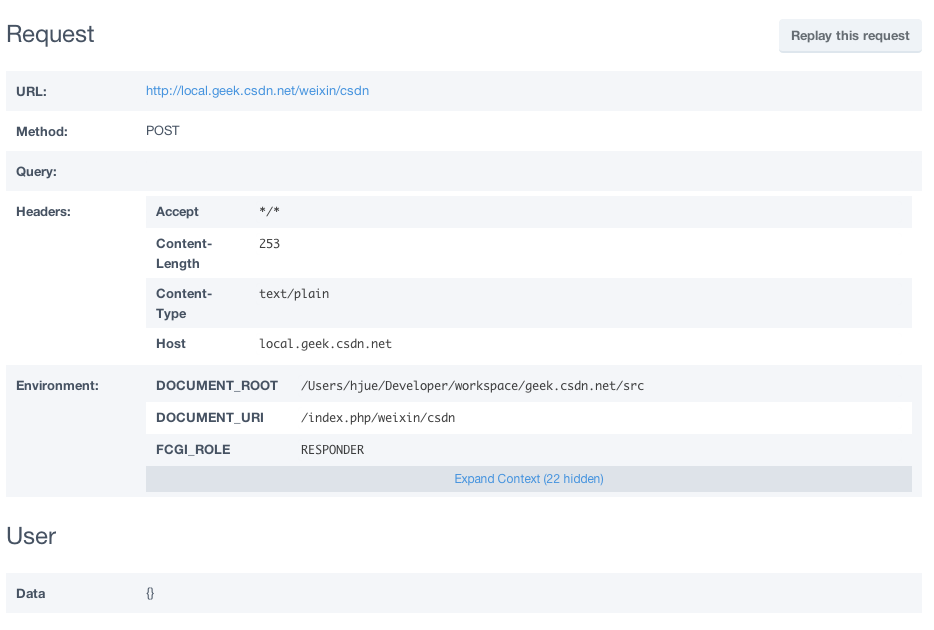 Request
Replay this request
URL: http://local.geek.csdn.net/weixin/csdn
Method: POST
Query:
Headers: Accept */*
Content-
Length 253
Content-
Type text/plain
Host local.geek.csdn.net
Environment: DOCUMENT_ROOT /Users/hjue/Developer/workspace/geek.csdn.net/src
DOCUMENT_URI /index.php/weixin/csdn
FCGI_ROLE RESPONDER
Expand Context (22 hidden)
User
Data {}